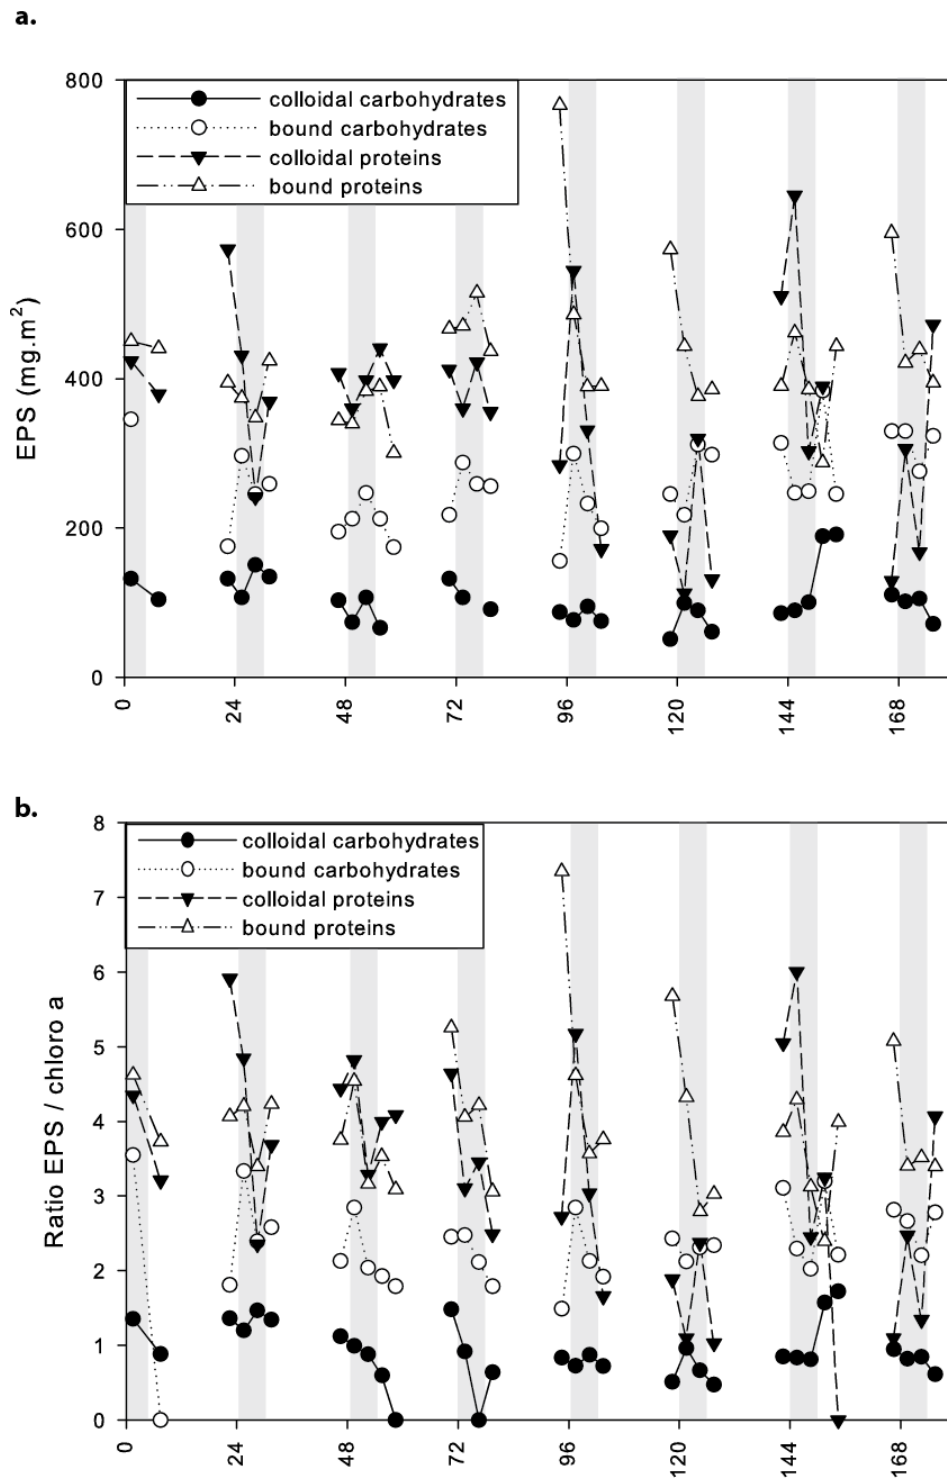 a.
800
colloidal carbohydrates
bound carbohydrates
colloidal proteins
bound proteins
600
400
200
0
EPS (mg.m²)
0
24
48
72
96
120
144
168
b.
8
colloidal carbohydrates
bound carbohydrates
colloidal proteins
bound proteins
7
6
5
4
3
2
1
0
Ratio EPS / chloro a
0
24
48
72
96
120
144
168